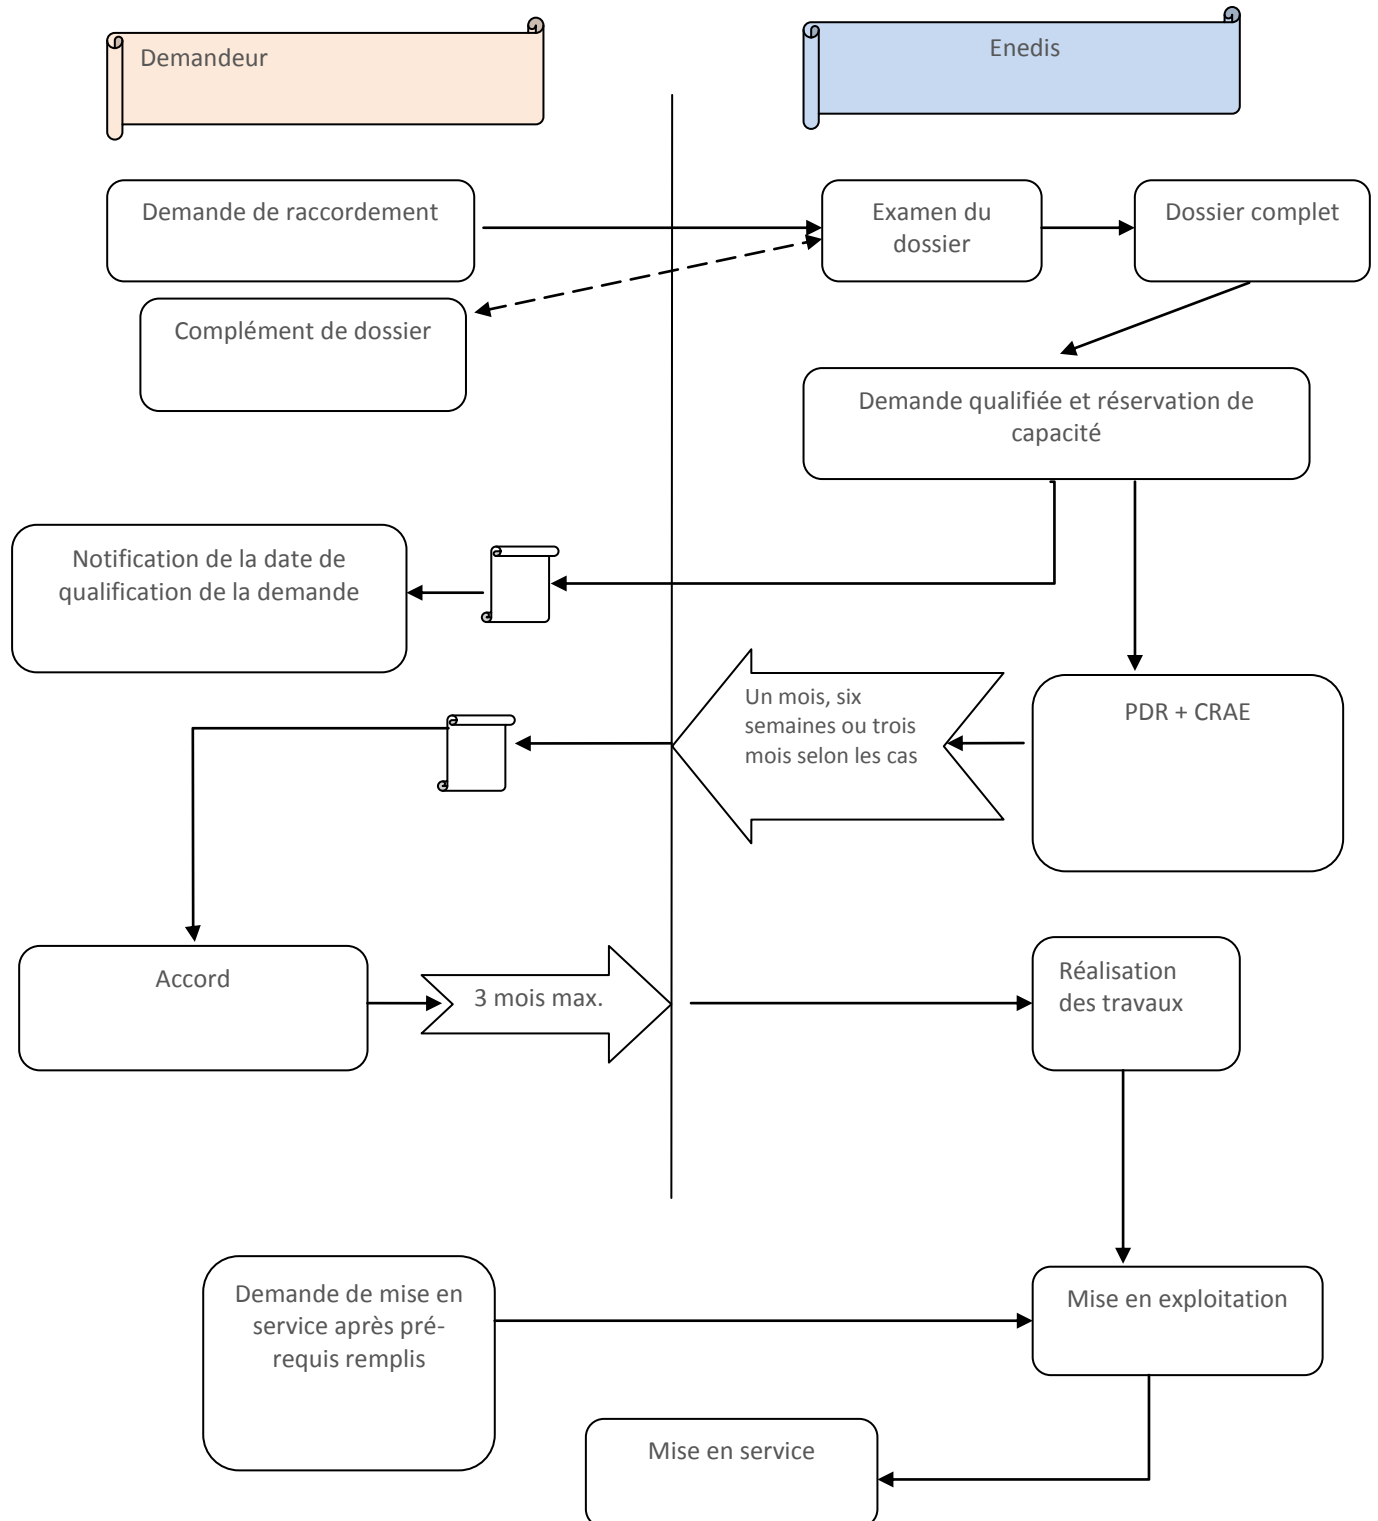 Demandeur
Enedis
Demande de raccordement
Examen du
dossier
Dossier complet
Complément de dossier
Demande qualifiée et réservation de
capacité
Notification de la date de
qualification de la demande
Un mois, six
semaines ou trois
mois selon les cas
PDR + CRAE
Accord
3 mois max.
Réalisation
des travaux
Demande de mise en
service après pré-
requis remplis
Mise en exploitation
Mise en service